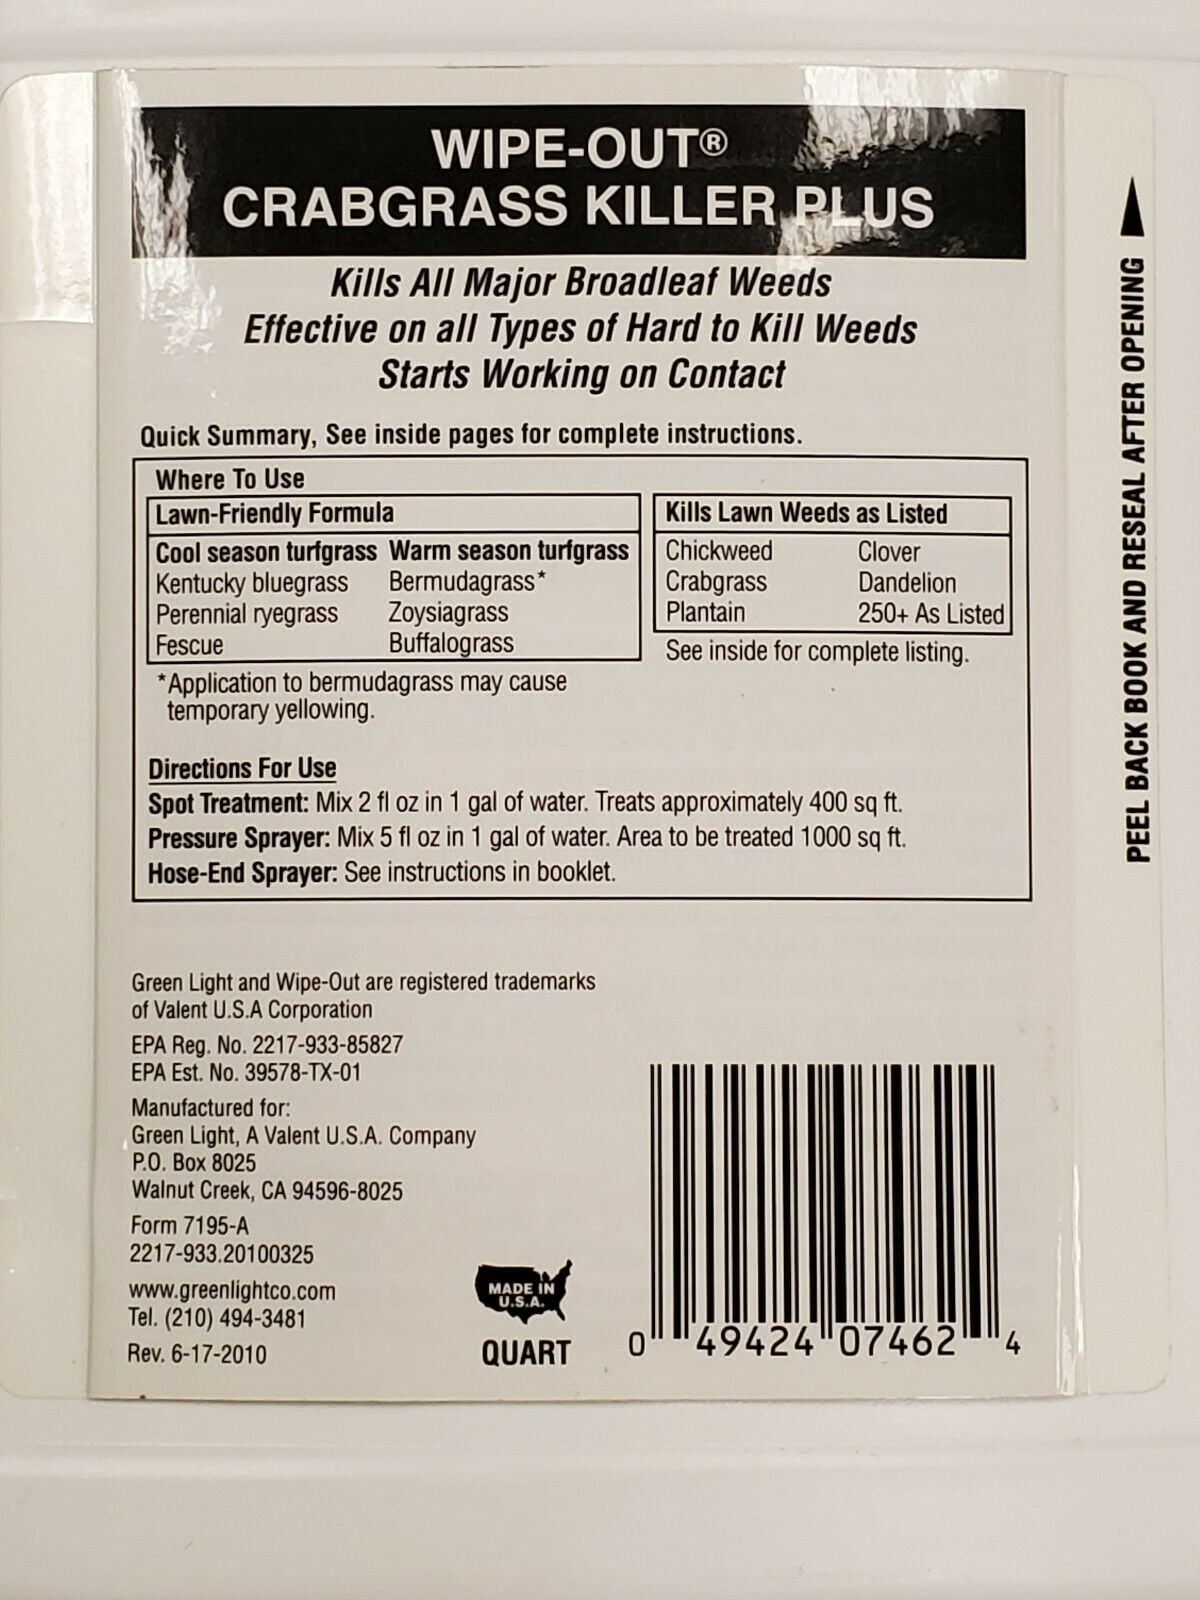 WIPE-OUT®
CRABGRASS KILLER PLUS
Kills All Major Broadleaf Weeds
Effective on all Types of Hard to Kill Weeds
Starts Working on Contact
Quick Summary, See inside pages for complete instructions.
Where To Use
Lawn-Friendly Formula
Cool season turfgrass Warm season turfgrass
Kentucky bluegrass Bermudagrass*
Perennial ryegrass Zoysiagrass
Fescue Buffalograss
*Application to bermudagrass may cause
temporary yellowing.
Kills Lawn Weeds as Listed
Chickweed Clover
Crabgrass Dandelion
Plantain 250+ As Listed
See inside for complete listing.
Directions For Use
Spot Treatment: Mix 2 fl oz in 1 gal of water. Treats approximately 400 sq ft.
Pressure Sprayer: Mix 5 fl oz in 1 gal of water. Area to be treated 1000 sq ft.
Hose-End Sprayer: See instructions in booklet.
Green Light and Wipe-Out are registered trademarks
of Valent U.S.A Corporation
EPA Reg. No. 2217-933-85827
EPA Est. No. 39578-TX-01
Manufactured for:
Green Light, A Valent U.S.A. Company
P.O. Box 8025
Walnut Creek, CA 94596-8025
Form 7195-A
2217-933.20100325
www.greenlightco.com
Tel. (210) 494-3481
Rev. 6-17-2010
MADE IN
U.S.A.
QUART
0 49424 07462 4
PEEL BACK BOOK AND RESEAL AFTER OPENING